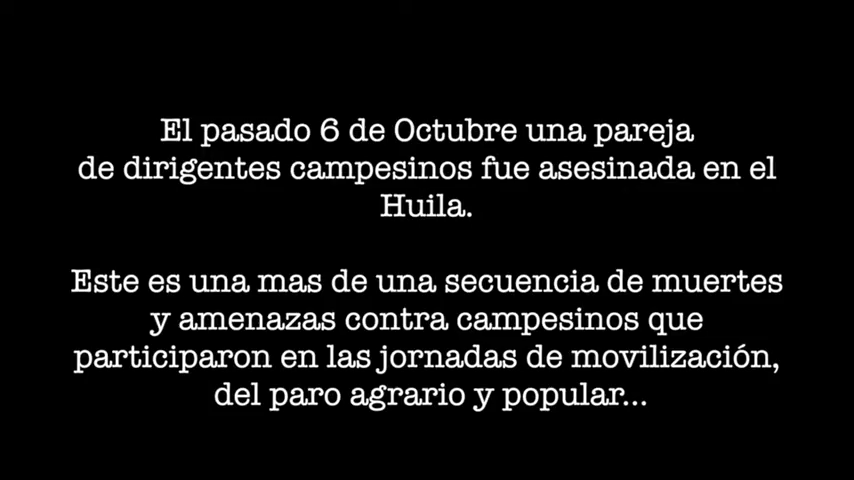 El pasado 6 de Octubre una pareja
de dirigentes campesinos fue asesinada en el
Huila.
Este es una mas de una secuencia de muertes
y amenazas contra campesinos que
participaron en las jornadas de movilización,
del paro agrario y popular...